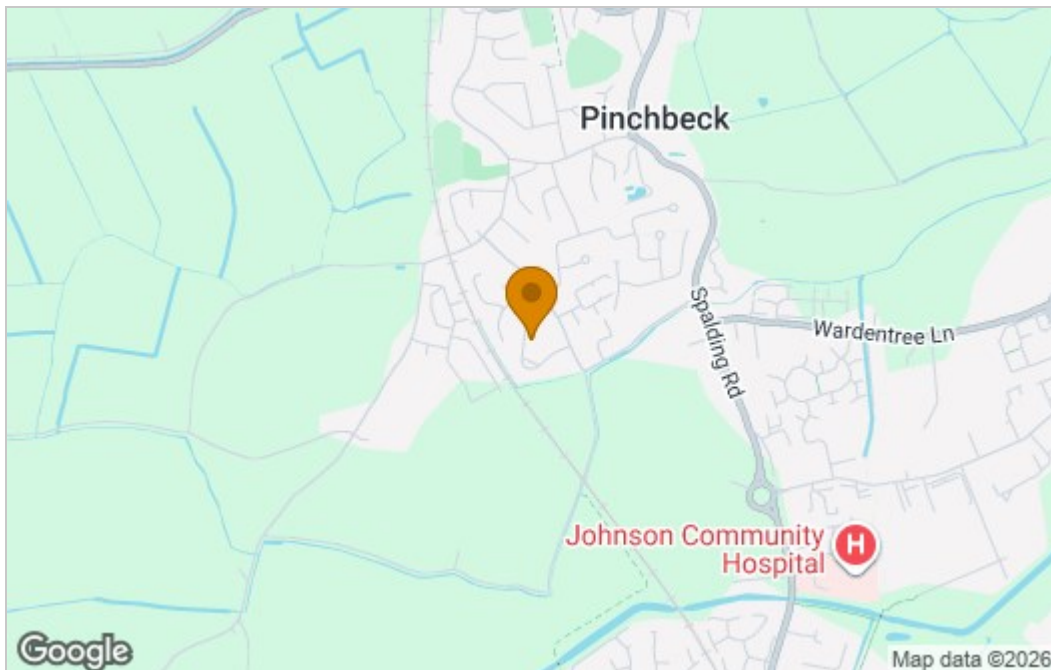 Pinchbeck
Spalding Rd
Wardentree Ln
Johnson Community
Hospital
H
Google
Map data ©2026